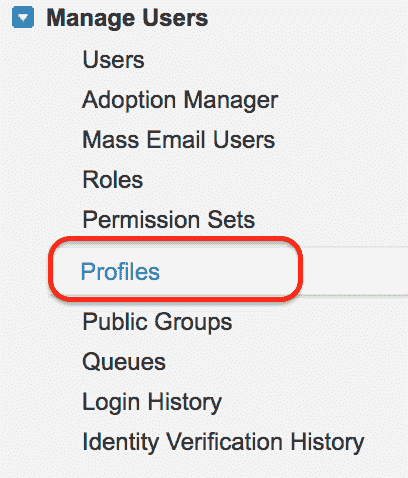 Manage Users
Users
Adoption Manager
Mass Email Users
Roles
Permission Sets
Profiles
Public Groups
Queues
Login History
Identity Verification History